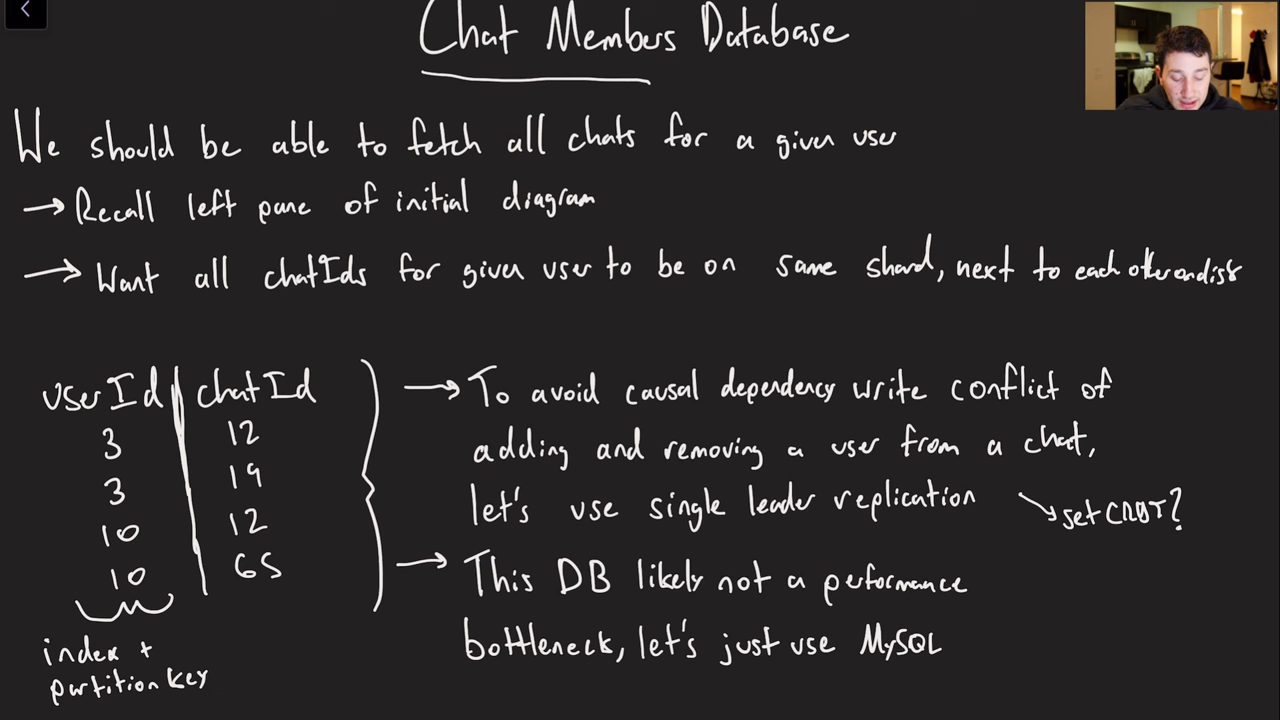 Chat Members Database
We should be able to fetch all chats for a given user
→ Recall left pane of initial diagram
→ Want all chatIds for given user to be on same shard, next to each other on disk
userId | chatId
3 12
3 19
10 12
10 65
index +
partition key
→ To avoid causal dependency write conflict of
adding and removing a user from a chat,
let's use single leader replication
→ set CRDT?
→ This DB likely not a performance
bottleneck, let's just use MySQL